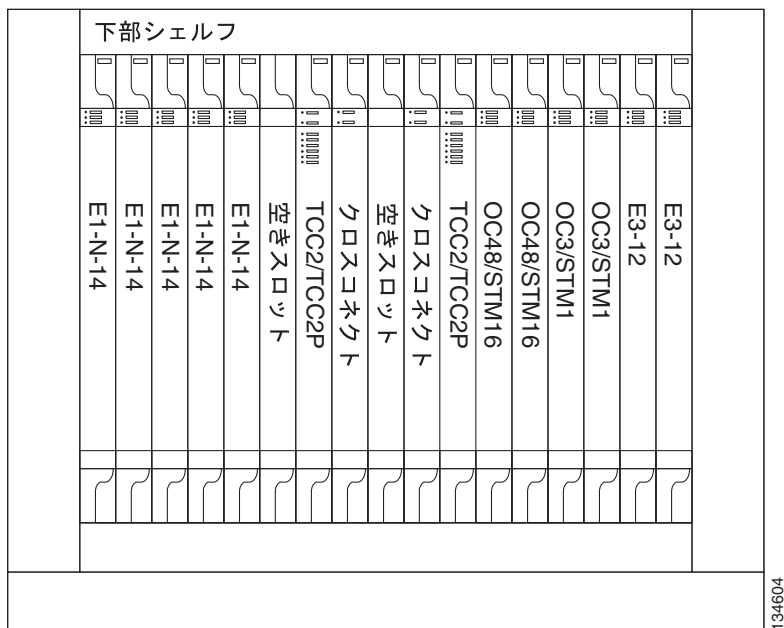 下部シェルフ
E1-N-14
E1-N-14
E1-N-14
E1-N-14
E1-N-14
空きスロット
TCC2/TCC2P
クロスコネクト
空きスロット
クロスコネクト
TCC2/TCC2P
OC48/STM16
OC48/STM16
OC3/STM1
OC3/STM1
E3-12
E3-12
134604